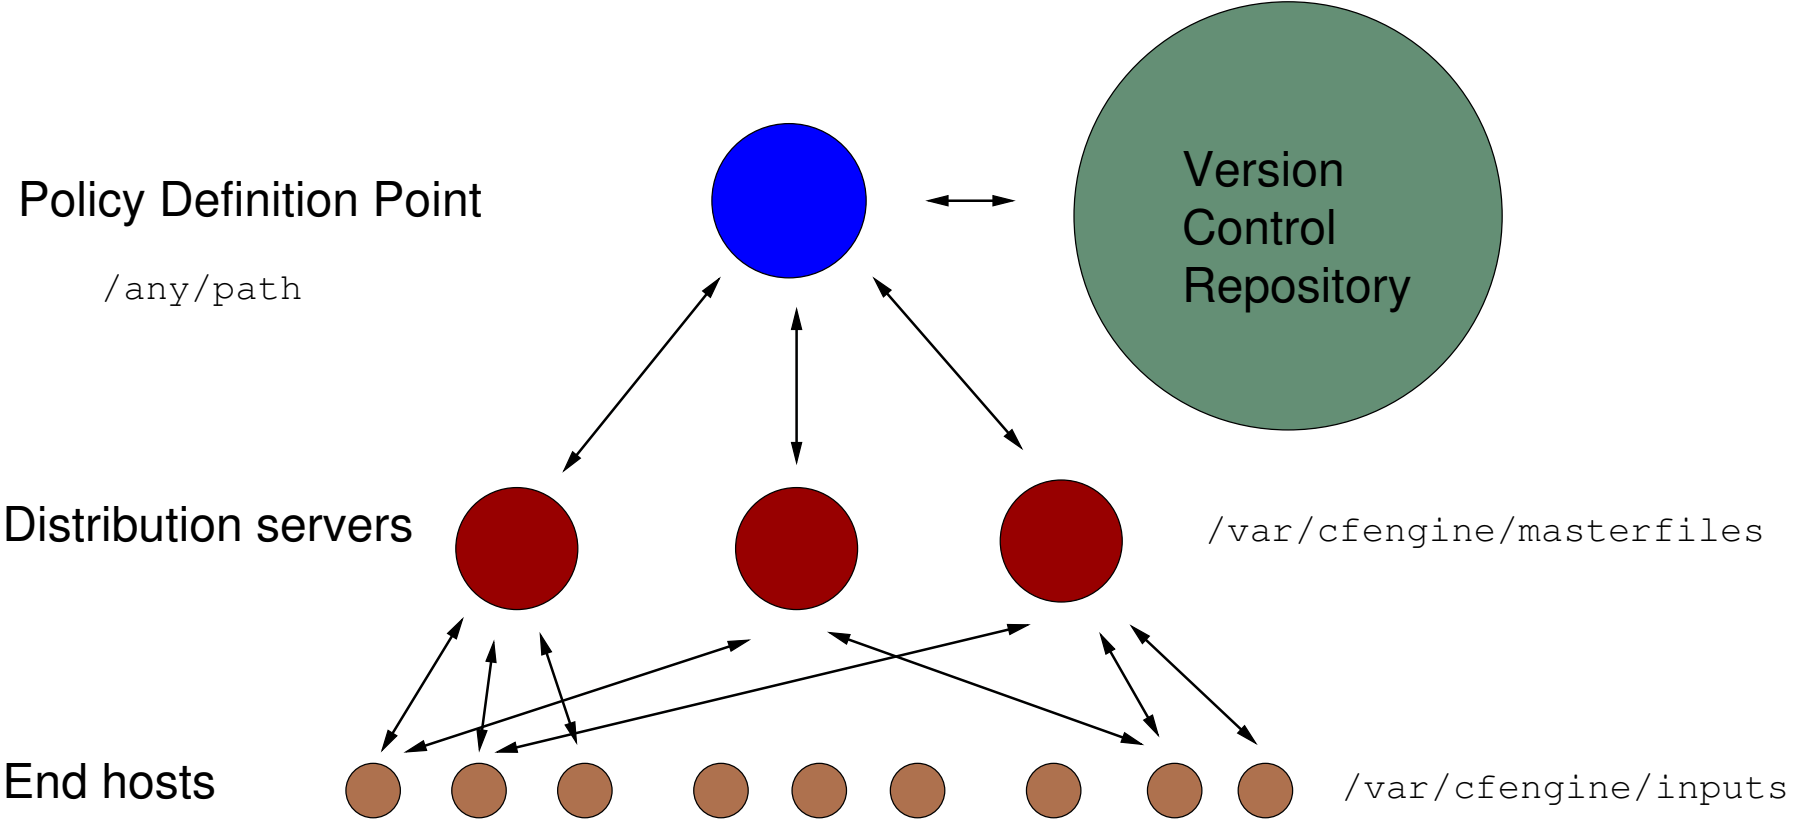 Version
Control
Repository
Policy Definition Point
/any/path
Distribution servers
/var/cfengine/masterfiles
End hosts
/var/cfengine/inputs